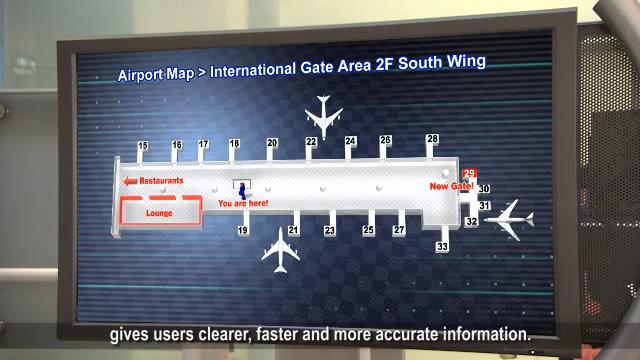 Airport Map > International Gate Area 2F South Wing
15 16 17 18 20 22 24 26 28
Restaurants
29
New Gate!
30
Lounge
You are here!
31
32
19 21 23 25 27
33
gives users clearer, faster and more accurate information.